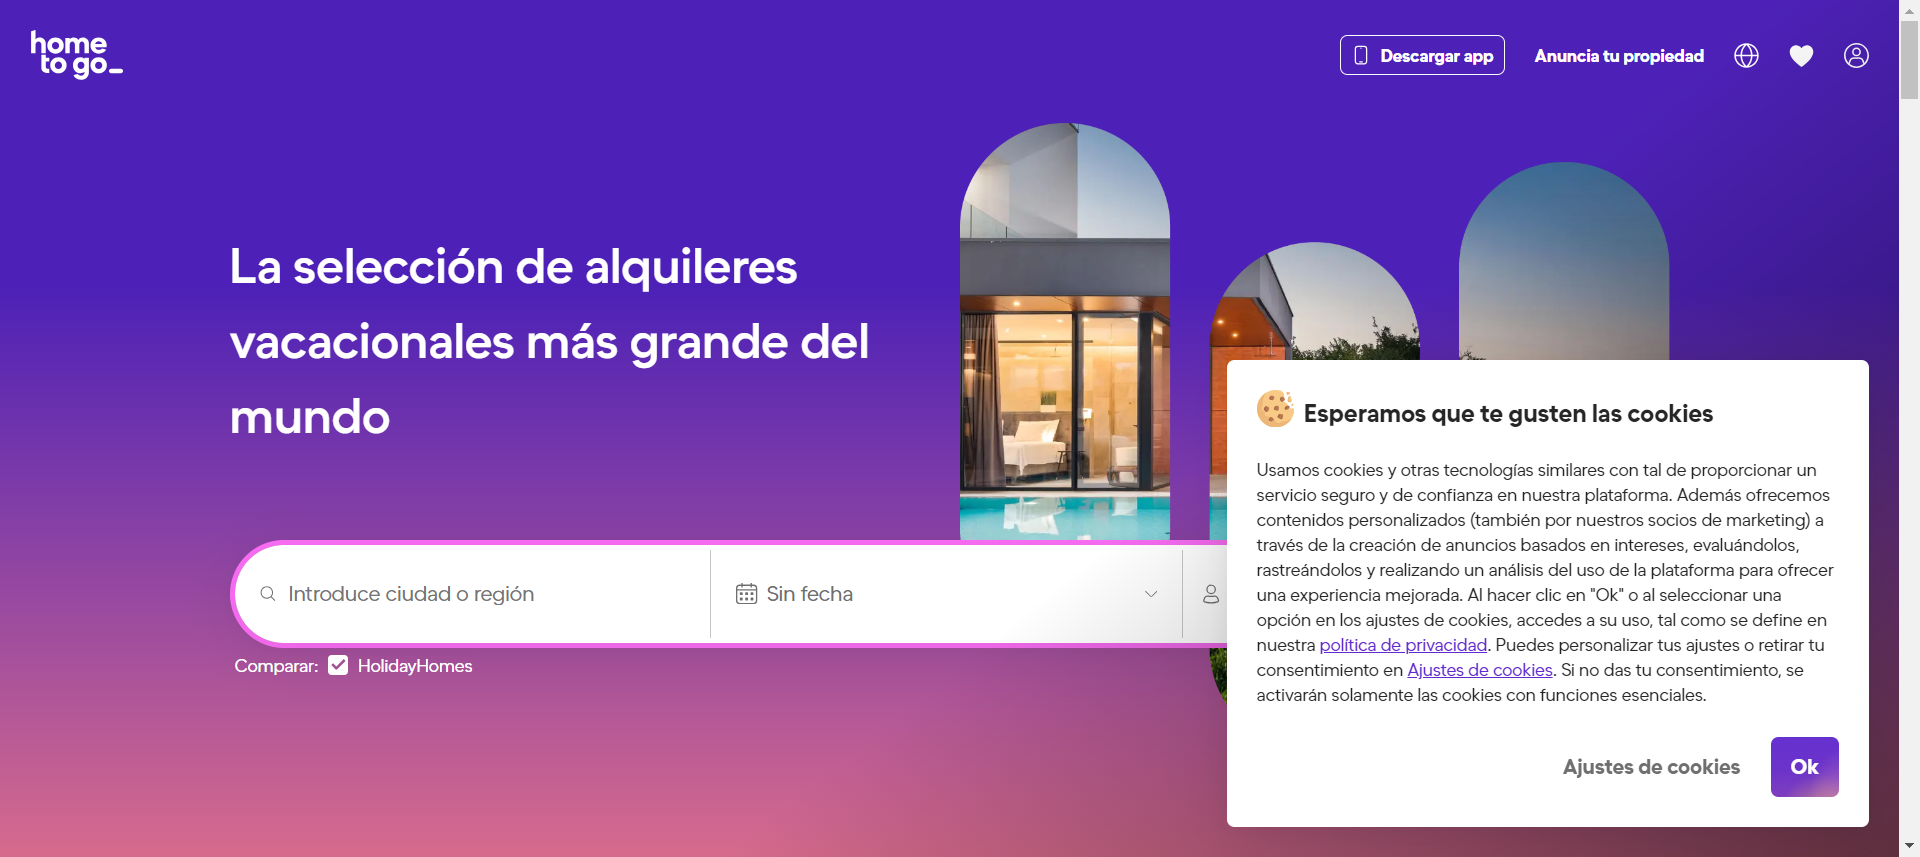 home
to go_
Descargar app
Anuncia tu propiedad
La selección de alquileres
vacacionales más grande del
mundo
Introduce ciudad o región
Sin fecha
Comparar:
HolidayHomes
Esperamos que te gusten las cookies
Usamos cookies y otras tecnologías similares con tal de proporcionar un
servicio seguro y de confianza en nuestra plataforma. Además ofrecemos
contenidos personalizados (también por nuestros socios de marketing) a
través de la creación de anuncios basados en intereses, evaluándolos,
rastreándolos y realizando un análisis del uso de la plataforma para ofrecer
una experiencia mejorada. Al hacer clic en "Ok" o al seleccionar una
opción en los ajustes de cookies, accedes a su uso, tal como se define en
nuestra política de privacidad. Puedes personalizar tus ajustes o retirar tu
consentimiento en Ajustes de cookies. Si no das tu consentimiento, se
activarán solamente las cookies con funciones esenciales.
Ajustes de cookies
Ok